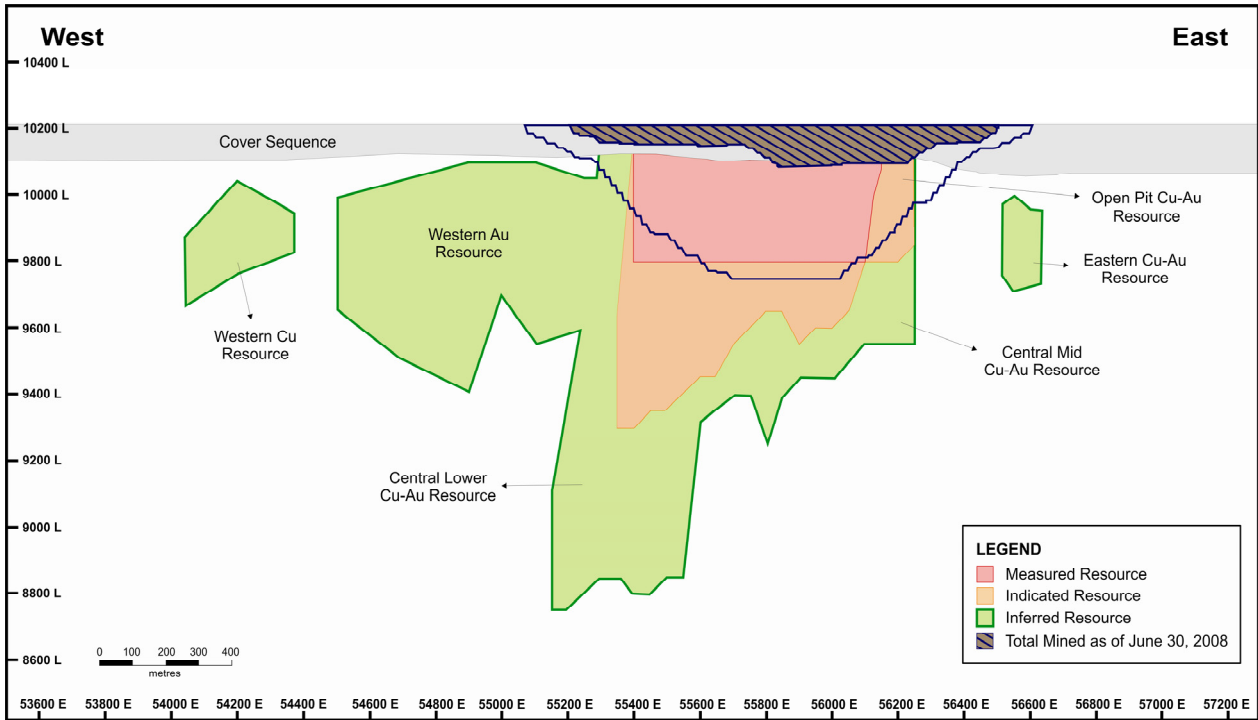 West
East
10400 L
10200 L
Cover Sequence
10000 L
Open Pit Cu-Au
Resource
Western Au
Resource
9800 L
Eastern Cu-Au
Resource
9600 L
Western Cu
Resource
Central Mid
Cu-Au Resource
9400 L
9200 L
Central Lower
Cu-Au Resource
9000 L
8800 L
8600 L
LEGEND
Measured Resource
Indicated Resource
Inferred Resource
Total Mined as of June 30, 2008
0 100 200 300 400
metres
53600 E 53800 E 54000 E 54200 E 54400 E 54600 E 54800 E 55000 E 55200 E 55400 E 55600 E 55800 E 56000 E 56200 E 56400 E 56600 E 56800 E 57000 E 57200 E